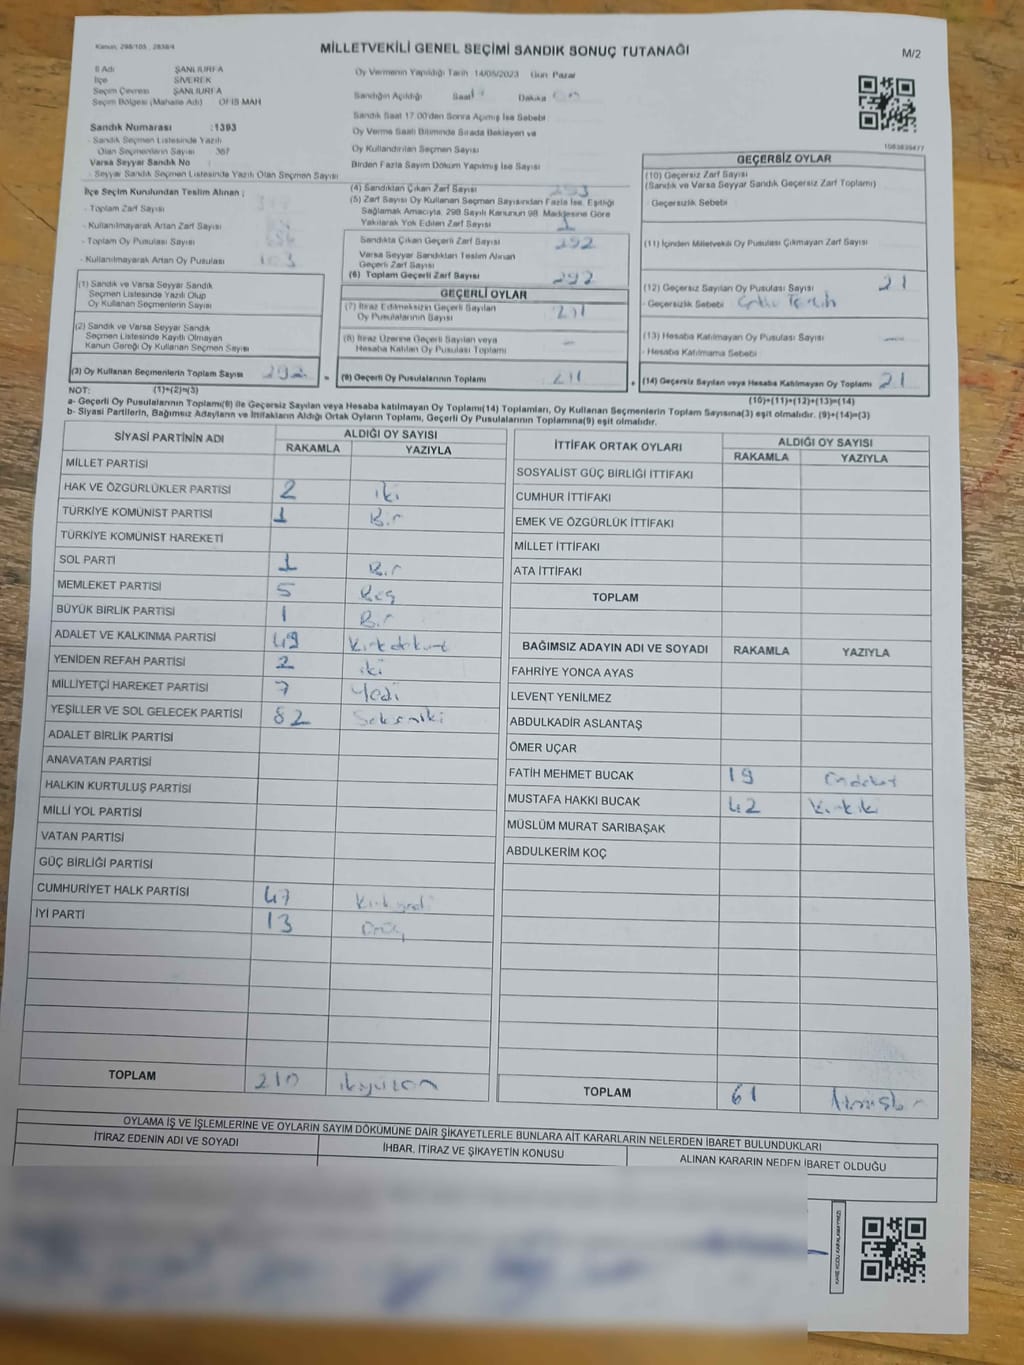 Kanun, 298/105 , 2839/4
MİLLETVEKİLİ GENEL SEÇİMİ SANDIK SONUÇ TUTANAĞI
M/2
İl Adı ŞANLIURFA
İlçe SİVEREK
Seçim Çevresi ŞANLIURFA
Seçim Bölgesi (Mahalle Adı) : OFİS MAH
Sandık Numarası :1393
- Sandık Seçmen Listesinde Yazılı
Olan Seçmen Sayısı 367
Varsa Seyyar Sandık No
- Seyyar Sandık Seçmen Listesinde Yazılı Olan Seçmen Sayısı
Oy Vermenin Yapıldığı Tarih 14/05/2023 Gün Pazar
Sandığın Açıldığı Saat Dakika
Sandık Saat 17:00'den Sonra Açılmış İse Sebebi
Oy Verme Saati Bitiminde Sırada Bekleyen ve
Oy Kullandırılan Seçmen Sayısı
Birden Fazla Sayım Döküm Yapılmış İse Sayısı
İlçe Seçim Kurulundan Teslim Alınan ;
- Toplam Zarf Sayısı
- Kullanılmayarak Artan Zarf Sayısı
- Toplam Oy Pusulası Sayısı
- Kullanılmayarak Artan Oy Pusulası 103
(1) Sandık ve Varsa Seyyar Sandık
Seçmen Listesinde Yazılı Olup
Oy Kullanan Seçmenlerin Sayısı
(2) Sandık ve Varsa Seyyar Sandık
Seçmen Listesinde Kayıtlı Olmayan
Kanun Gereği Oy Kullanan Seçmen Sayısı
(3) Oy Kullanan Seçmenlerin Toplam Sayısı 292
(4) Sandıktan Çıkan Zarf Sayısı 293
(5) Zarf Sayısı Oy Kullanan Seçmen Sayısından Fazla İse, Eşitliği
Sağlamak Amacıyla, 298 Sayılı Kanunun 98. Maddesine Göre
Yakılarak Yok Edilen Zarf Sayısı 1
Sandıkta Çıkan Geçerli Zarf Sayısı 292
Varsa Seyyar Sandıktan Teslim Alınan
Geçerli Zarf Sayısı
(6) Toplam Geçerli Zarf Sayısı 292
GEÇERLİ OYLAR
(7) İtiraz Edilmeksizin Geçerli Sayılan
Oy Pusulalarının Sayısı 271
(8) İtiraz Üzerine Geçerli Sayılan veya
Hesaba Katılan Oy Pusulası Toplamı -
= (9) Geçerli Oy Pusulalarının Toplamı 211
GEÇERSİZ OYLAR
(10) Geçersiz Zarf Sayısı
(Sandık ve Varsa Seyyar Sandık Geçersiz Zarf Toplamı)
- Geçersizlik Sebebi
(11) İçinden Milletvekili Oy Pusulası Çıkmayan Zarf Sayısı
(12) Geçersiz Sayılan Oy Pusulası Sayısı 21
- Geçersizlik Sebebi Çoklu Tercih
(13) Hesaba Katılmayan Oy Pusulası Sayısı -
- Hesaba Katılmama Sebebi
+ (14) Geçersiz Sayılan veya Hesaba Katılmayan Oy Toplamı 21
NOT: (1)+(2)=(3)
(10)+(11)+(12)+(13)=(14)
a- Geçerli Oy Pusulalarının Toplamı(9) ile Geçersiz Sayılan veya Hesaba katılmayan Oy Toplamı(14) Toplamları, Oy Kullanan Seçmenlerin Toplam Sayısına(3) eşit olmalıdır. (9)+(14)=(3)
b- Siyasi Partilerin, Bağımsız Adayların ve İttifakların Aldığı Ortak Oyların Toplamı, Geçerli Oy Pusulalarının Toplamına(9) eşit olmalıdır.
SİYASİ PARTİNİN ADI ALDIĞI OY SAYISI
RAKAMLA YAZIYLA
MİLLET PARTİSİ
HAK VE ÖZGÜRLÜKLER PARTİSİ 2 iki
TÜRKİYE KOMÜNİST PARTİSİ 1 Bir
TÜRKİYE KOMÜNİST HAREKETİ
SOL PARTİ 1 Bir
MEMLEKET PARTİSİ 5 Beş
BÜYÜK BİRLİK PARTİSİ 1 Bir
ADALET VE KALKINMA PARTİSİ 49 Kırkdokuz
YENİDEN REFAH PARTİSİ 2 iki
MİLLİYETÇİ HAREKET PARTİSİ 7 Yedi
YEŞİLLER VE SOL GELECEK PARTİSİ 82 Sekseniki
ADALET BİRLİK PARTİSİ
ANAVATAN PARTİSİ
HALKIN KURTULUŞ PARTİSİ
MİLLİ YOL PARTİSİ
VATAN PARTİSİ
GÜÇ BİRLİĞİ PARTİSİ
CUMHURİYET HALK PARTİSİ 47 Kırkyedi
İYİ PARTİ 13 Onüç
TOPLAM 210 ikiyüzon
İTTİFAK ORTAK OYLARI ALDIĞI OY SAYISI
RAKAMLA YAZIYLA
SOSYALİST GÜÇ BİRLİĞİ İTTİFAKI
CUMHUR İTTİFAKI
EMEK VE ÖZGÜRLÜK İTTİFAKI
MİLLET İTTİFAKI
ATA İTTİFAKI
TOPLAM
BAĞIMSIZ ADAYIN ADI VE SOYADI RAKAMLA YAZIYLA
FAHRİYE YONCA AYAS
LEVENT YENİLMEZ
ABDULKADİR ASLANTAŞ
ÖMER UÇAR
FATİH MEHMET BUCAK 19 Ondokuz
MUSTAFA HAKKI BUCAK 42 Kırkiki
MÜSLÜM MURAT SARIBAŞAK
ABDULKERİM KOÇ
TOPLAM 61 Atmışbir
OYLAMA İŞ VE İŞLEMLERİNE VE OYLARIN SAYIM DÖKÜMÜNE DAİR ŞİKAYETLERLE BUNLARA AİT KARARLARIN NELERDEN İBARET BULUNDUKLARI
İTİRAZ EDENİN ADI VE SOYADI İHBAR, İTİRAZ VE ŞİKAYETİN KONUSU ALINAN KARARIN NEDEN İBARET OLDUĞU